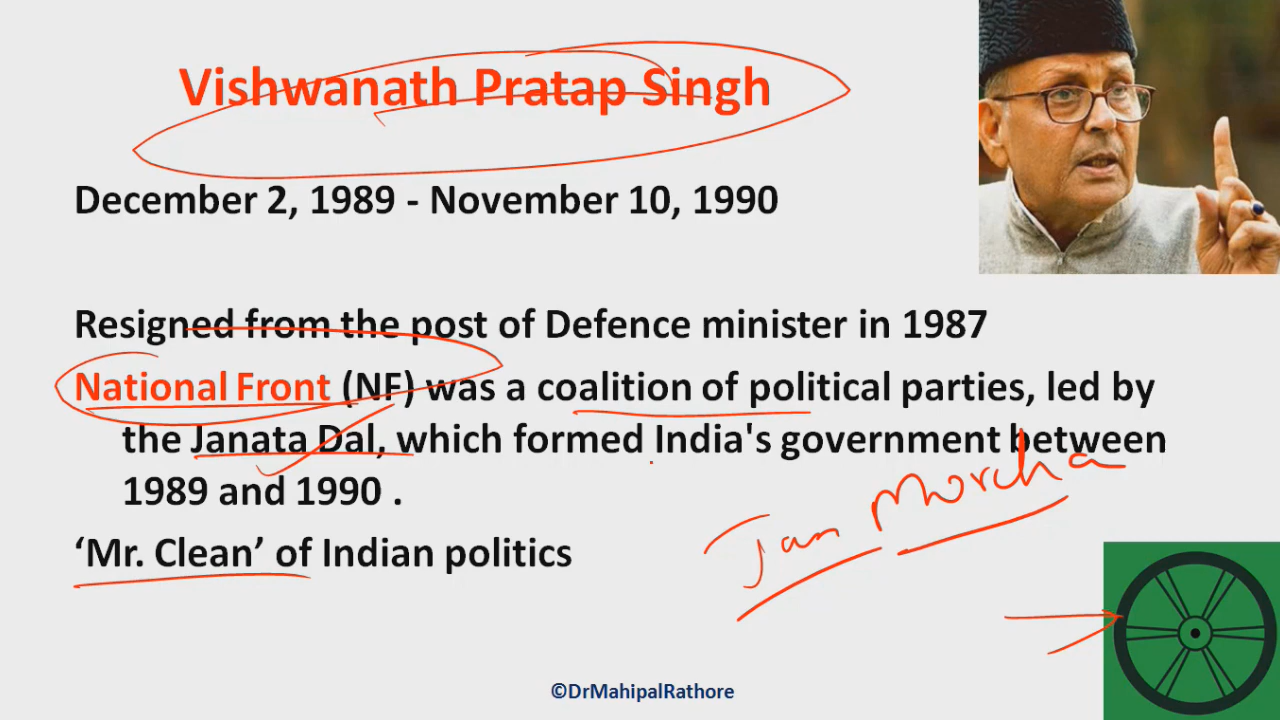 Vishwanath Pratap Singh
December 2, 1989 - November 10, 1990
Resigned from the post of Defence minister in 1987
National Front (NF) was a coalition of political parties, led by
the Janata Dal, which formed India's government between
1989 and 1990 .
Jan Morcha
‘Mr. Clean’ of Indian politics
©DrMahipalRathore